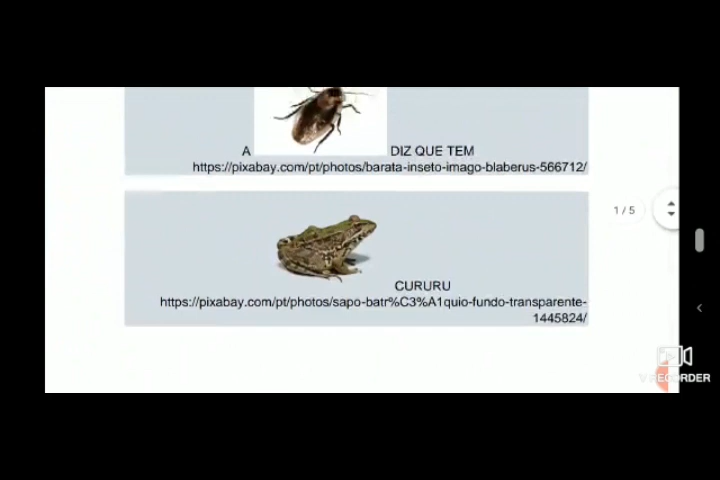 A DIZ QUE TEM
https://pixabay.com/pt/photos/barata-inseto-imago-blaberus-566712/
1 / 5
CURURU
https://pixabay.com/pt/photos/sapo-batr%C3%A1quio-fundo-transparente-
1445824/
V RECORDER